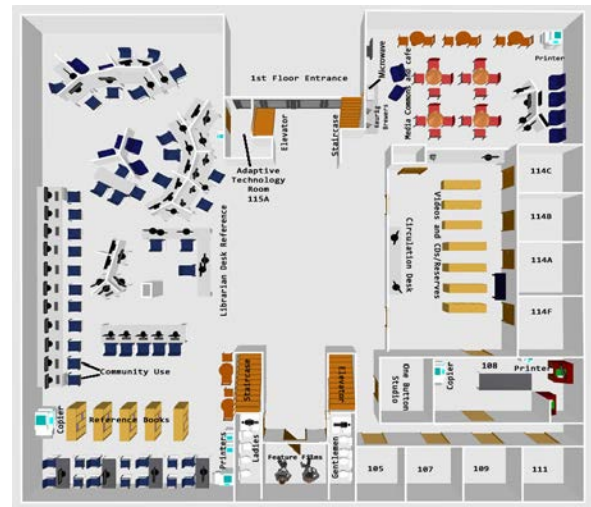 1st Floor Entrance
Microwave
Keurig
Brewers
Media Commons and cafe
Printer
Elevator
Staircase
Adaptive
Technology
Room
115A
Librarian Desk Reference
Circulation Desk
Videos and CDs/Reserves
114C
114B
114A
114F
Community Use
Copier
Reference Books
Printers
Staircase
Ladies
Feature Films
Elevator
Gentlemen
One Button
Studio
Copier
108
Printer
105
107
109
111